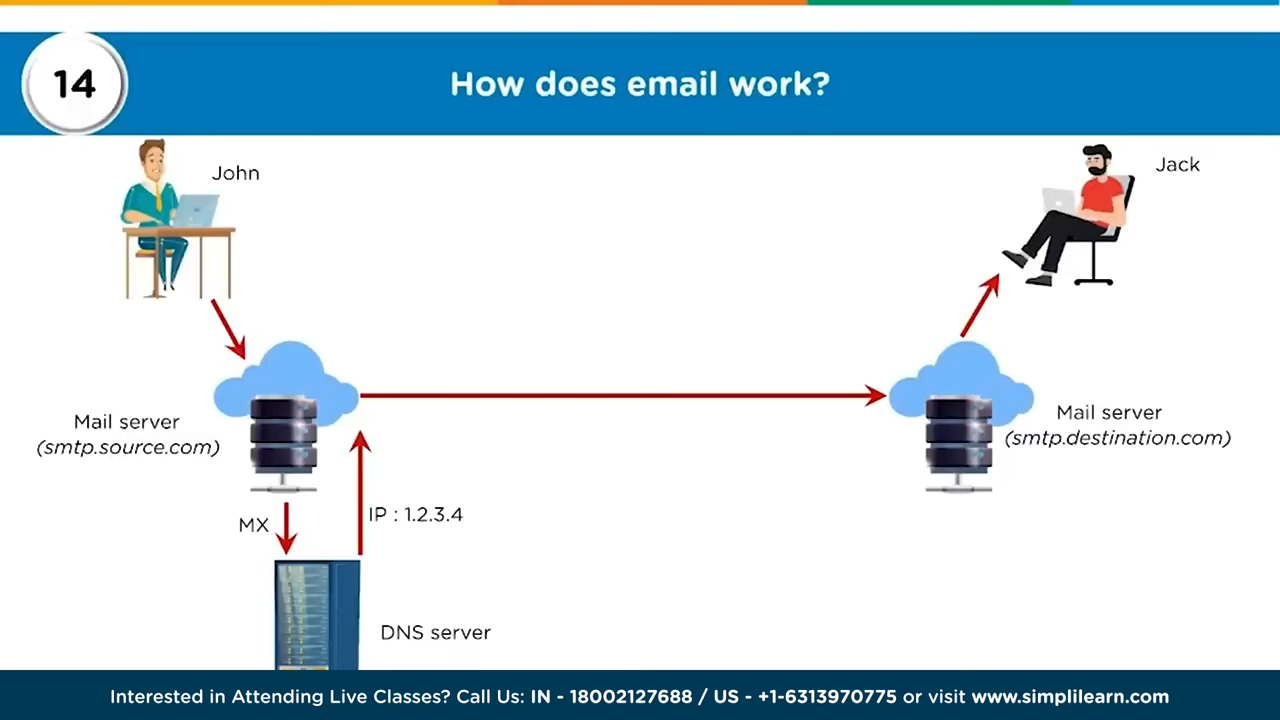 14
How does email work?
John
Jack
Mail server
(smtp.source.com)
Mail server
(smtp.destination.com)
MX
IP : 1.2.3.4
DNS server
Interested in Attending Live Classes? Call Us: IN - 18002127688 / US - +1-6313970775 or visit www.simplilearn.com